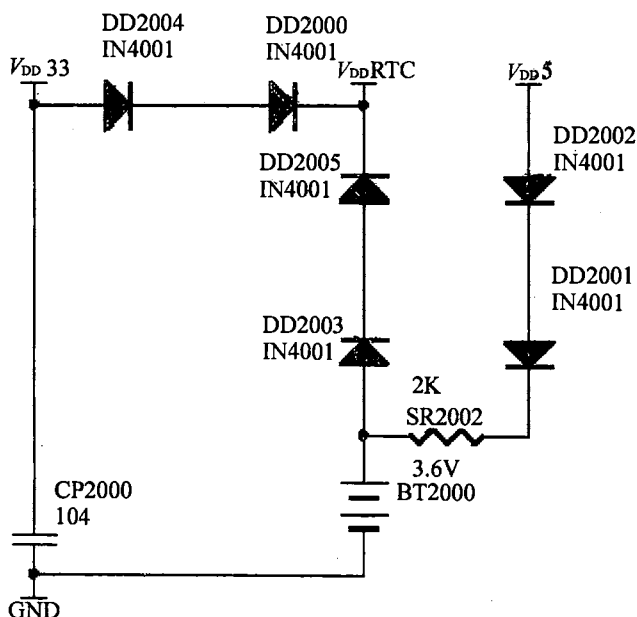 DD2004
IN4001
DD2000
IN4001
VDD 33
VDDRTC
VDD5
DD2002
IN4001
DD2005
IN4001
DD2001
IN4001
DD2003
IN4001
2K
SR2002
3.6V
BT2000
CP2000
104
GND